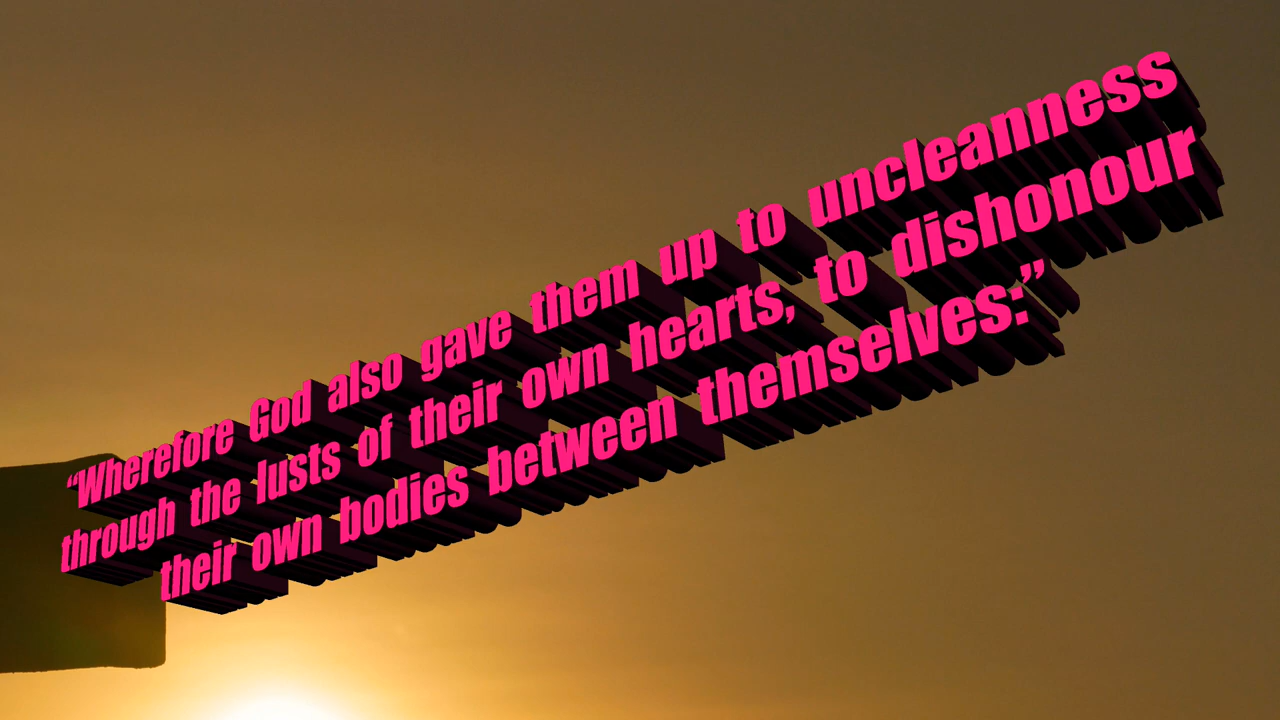 “Wherefore God also gave them up to uncleanness
through the lusts of their own hearts, to dishonour
their own bodies between themselves:”